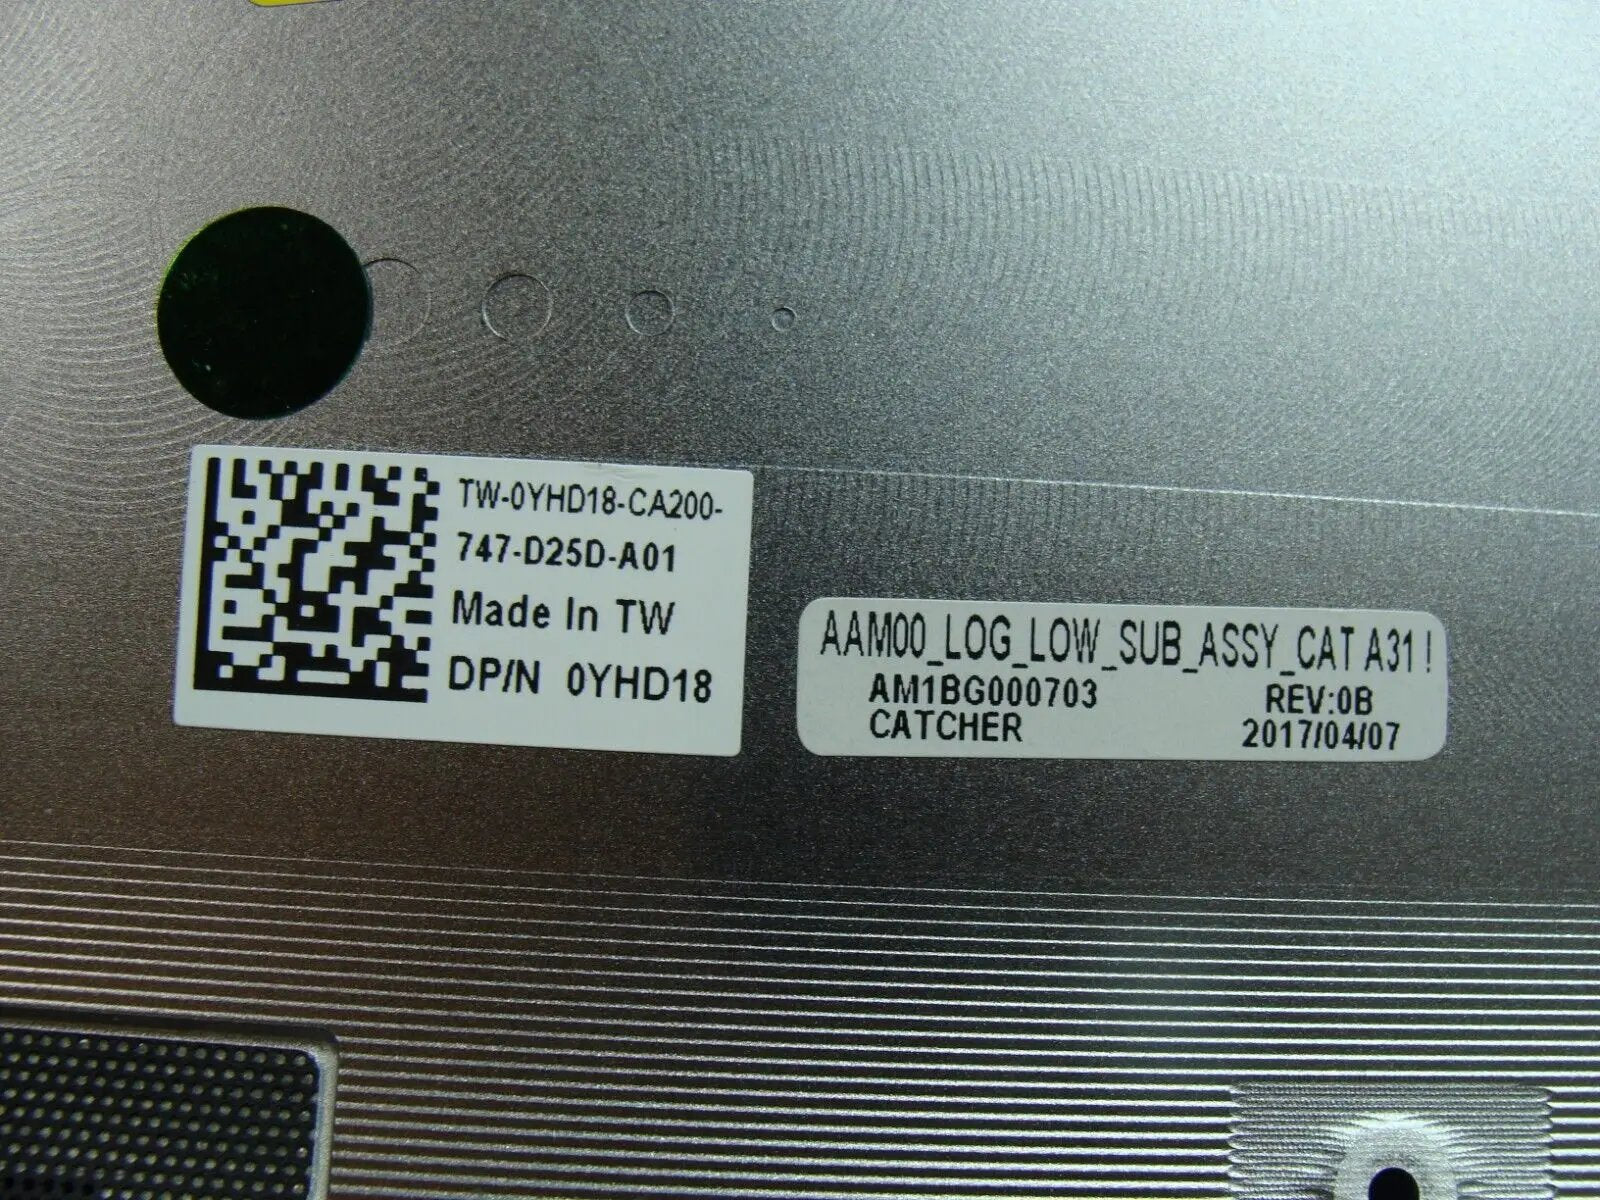 TW-0YHD18-CA200-
747-D25D-A01
Made In TW
DP/N 0YHD18
AAM00_LOG_LOW_SUB_ASSY_CAT A31 !
AM1BG000703 REV:0B
CATCHER 2017/04/07